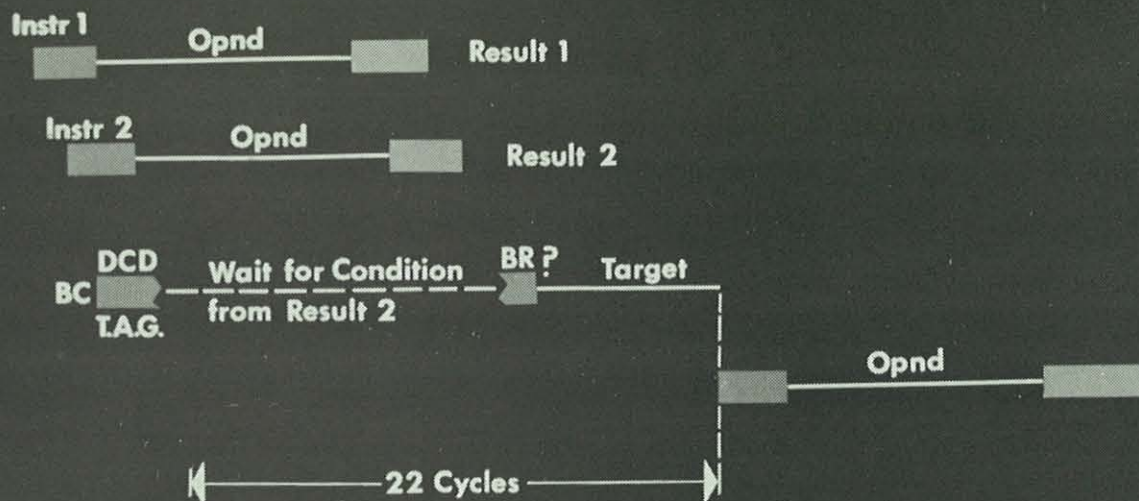 Instr 1
Opnd
Result 1
Instr 2
Opnd
Result 2
BC
DCD
T.A.G.
Wait for Condition
from Result 2
BR ?
Target
Opnd
22 Cycles